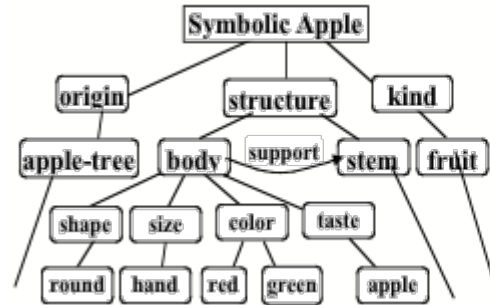 Symbolic Apple
origin
structure
kind
apple-tree
body
support
stem
fruit
shape
size
color
taste
round
hand
red
green
apple